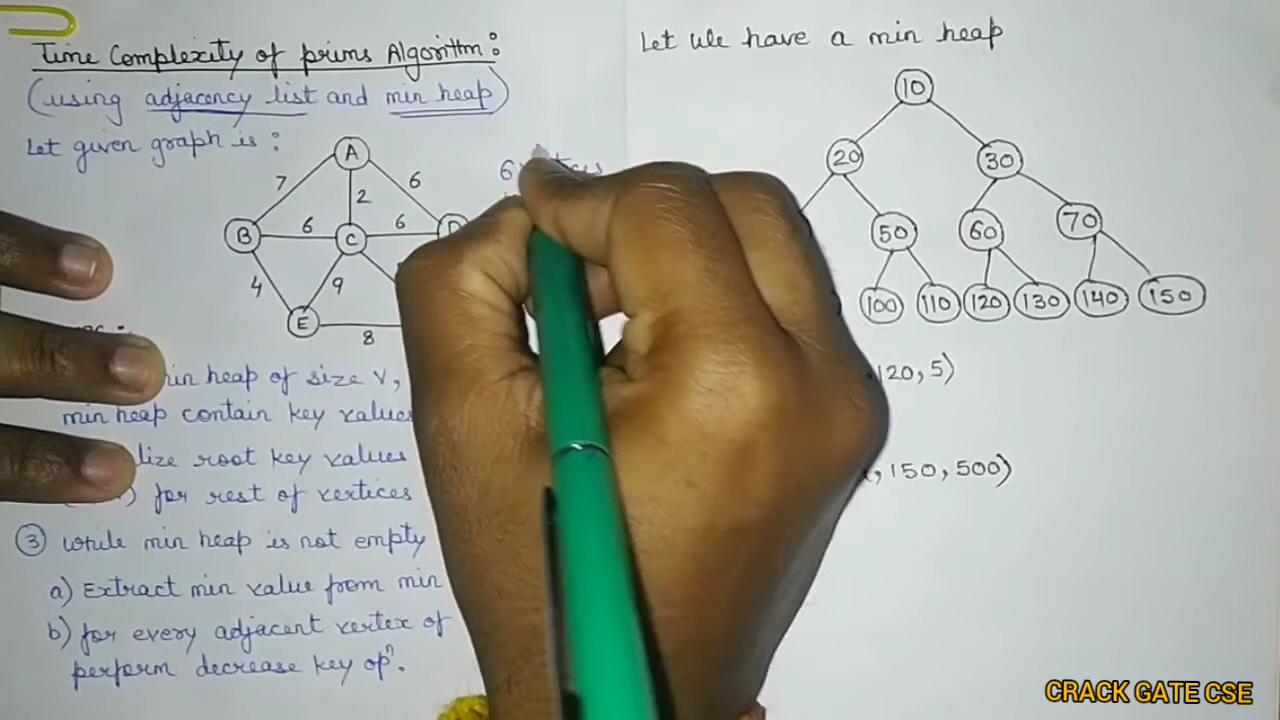 Time Complexity of prims Algorithm:
(using adjacency list and min heap)
Let given graph is:
A
7
2
6
B
6
C
6
D
4
9
E
8
6
min heap of size V,
min heap contain key values
root key values
for rest of vertices
③ while min heap is not empty
a) Extract min value from min
b) for every adjacent vertex of
perform decrease key opⁿ.
Let we have a min heap
10
20 30
50 60 70
100 110 120 130 140 150
120, 5)
, 150, 500)
CRACK GATE CSE